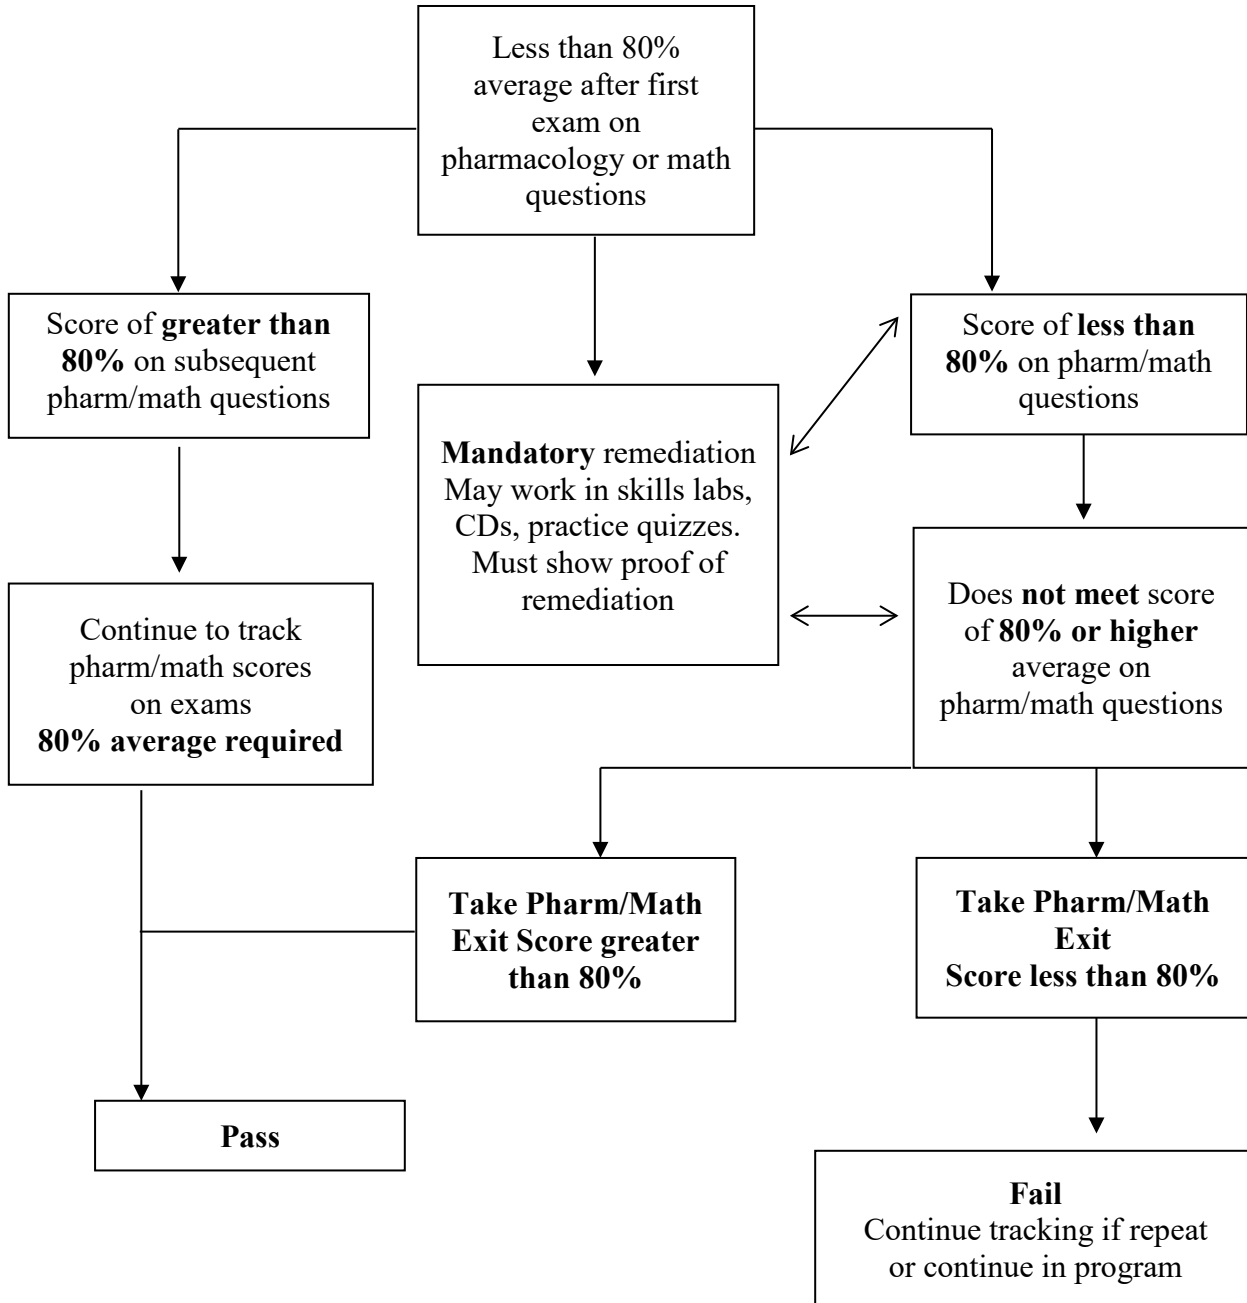 Less than 80%
average after first
exam on
pharmacology or math
questions
Score of greater than
80% on subsequent
pharm/math questions
Score of less than
80% on pharm/math
questions
Mandatory remediation
May work in skills labs,
CDs, practice quizzes.
Must show proof of
remediation
Continue to track
pharm/math scores
on exams
80% average required
Does not meet score
of 80% or higher
average on
pharm/math questions
Take Pharm/Math
Exit Score greater
than 80%
Take Pharm/Math
Exit
Score less than 80%
Pass
Fail
Continue tracking if repeat
or continue in program